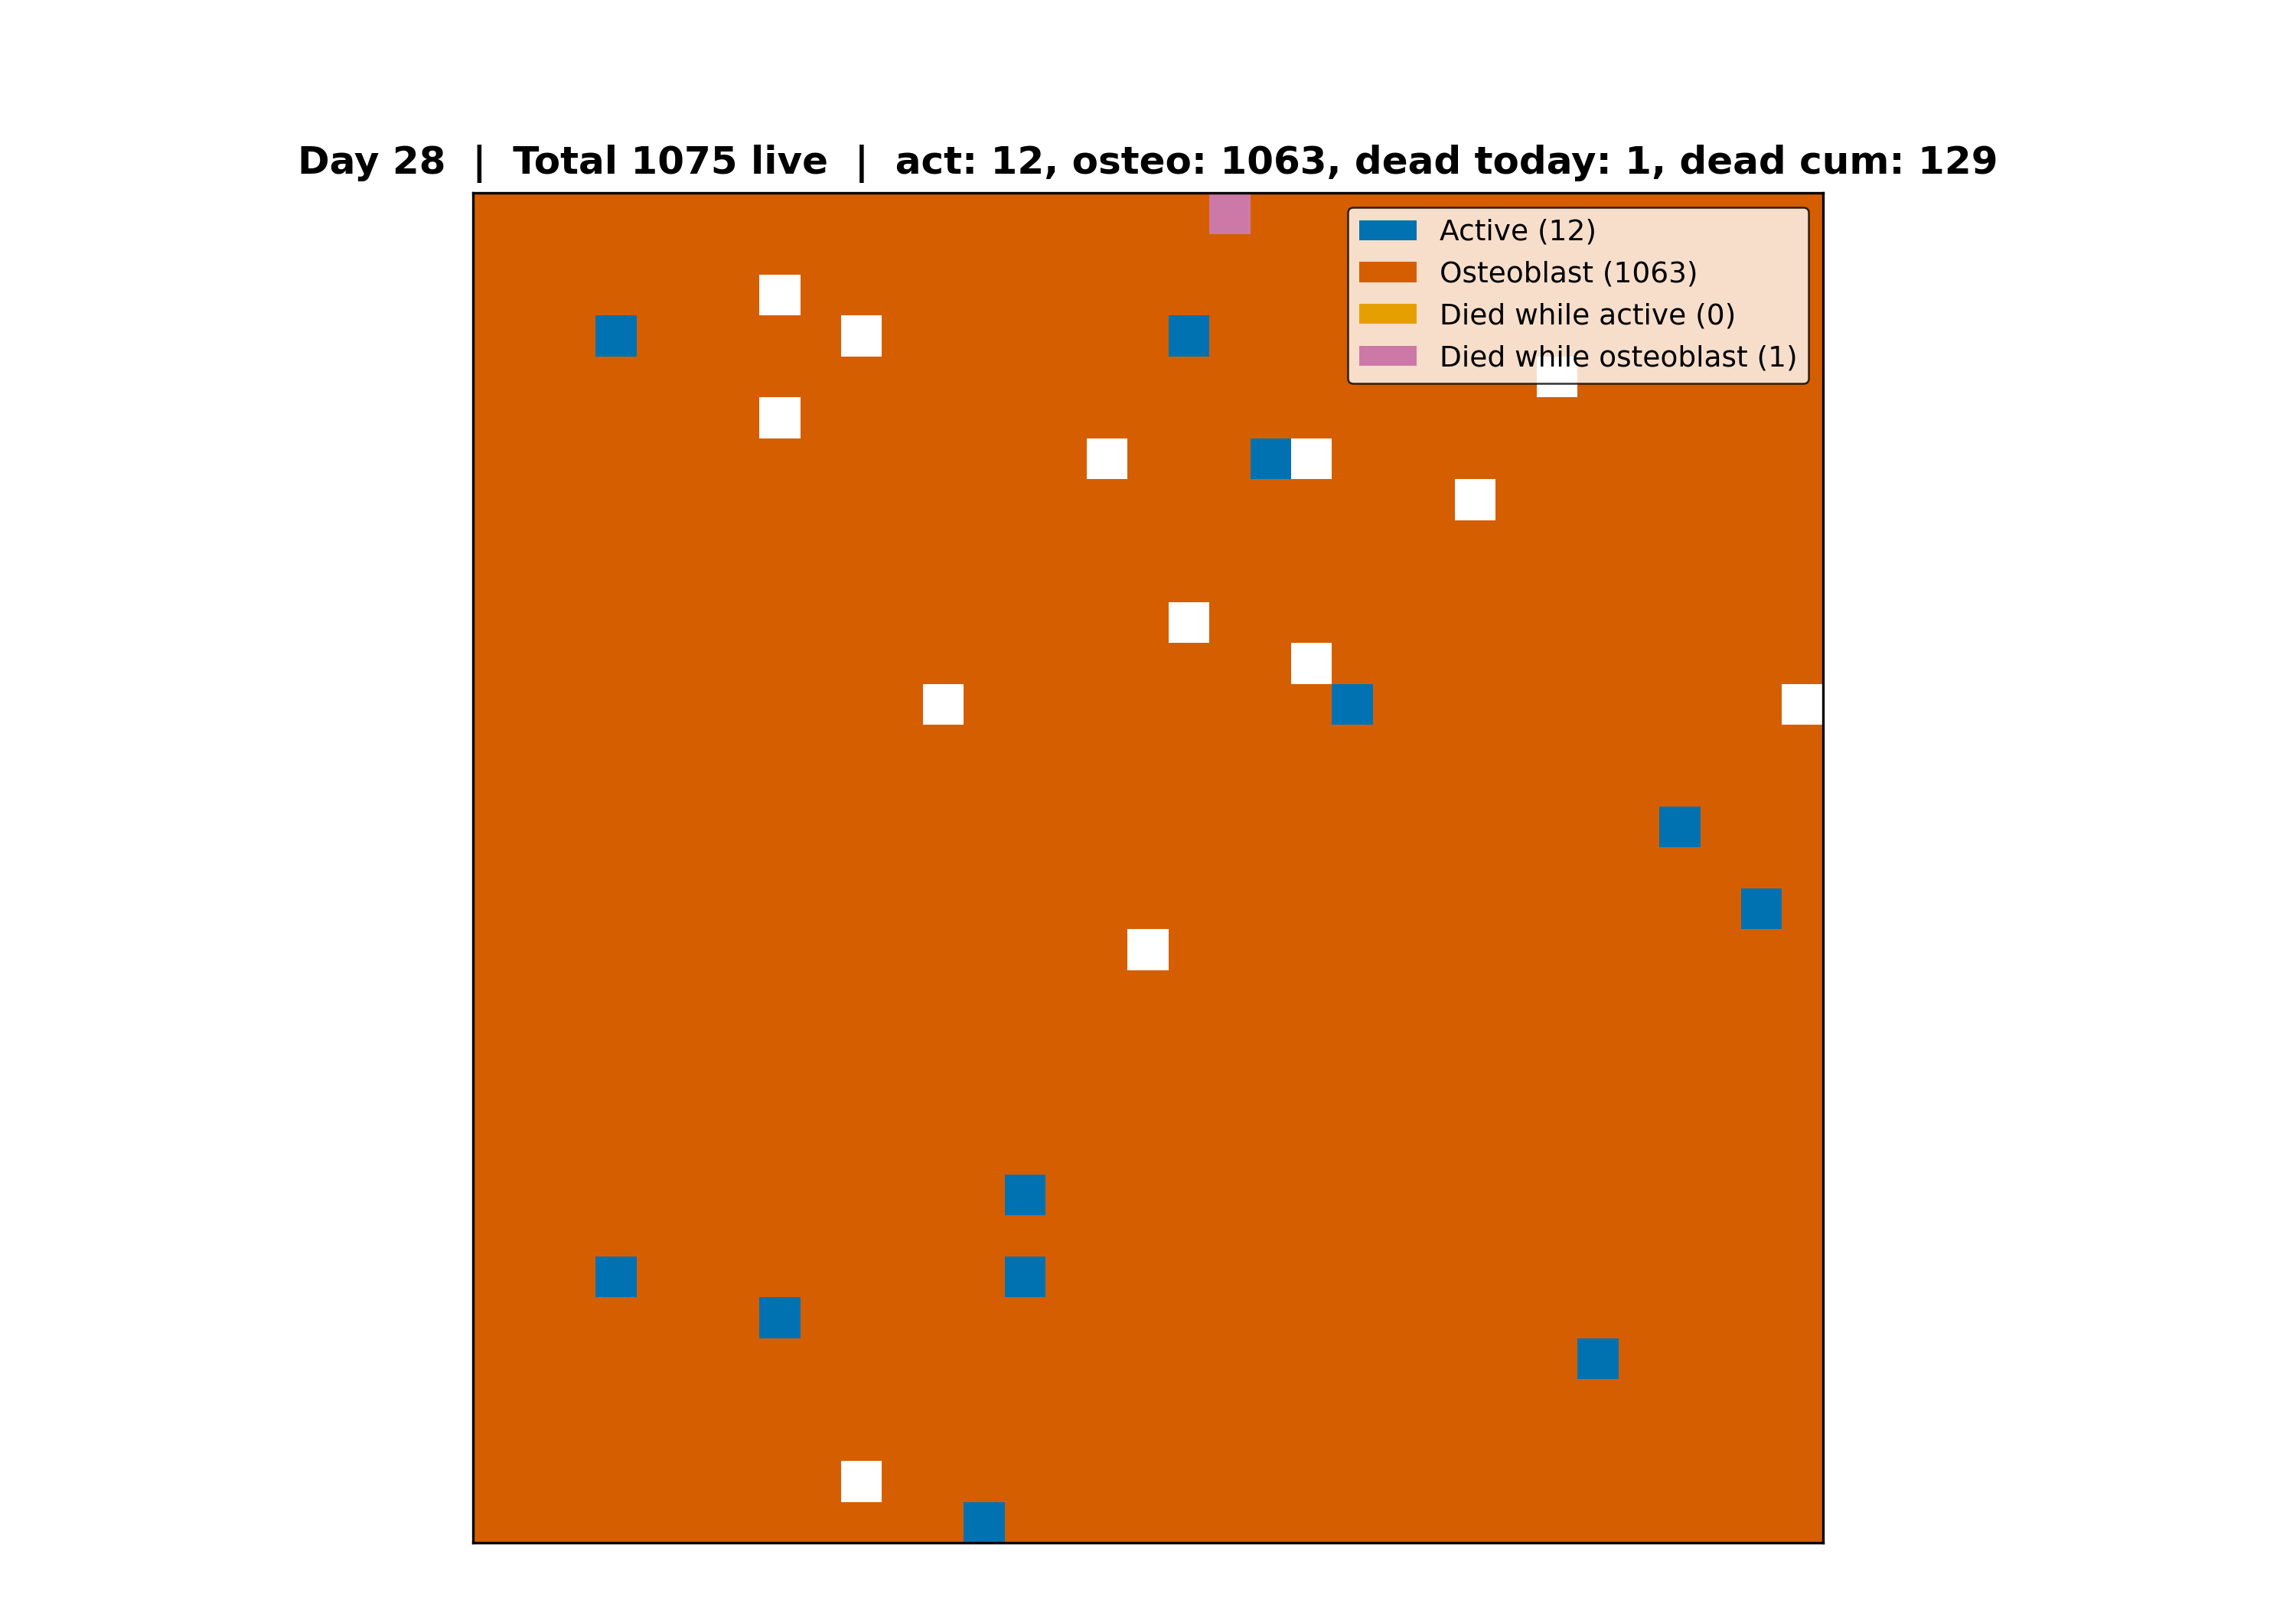 Day 28 | Total 1075 live | act: 12, osteo: 1063, dead today: 1, dead cum: 129
Active (12)
Osteoblast (1063)
Died while active (0)
Died while osteoblast (1)